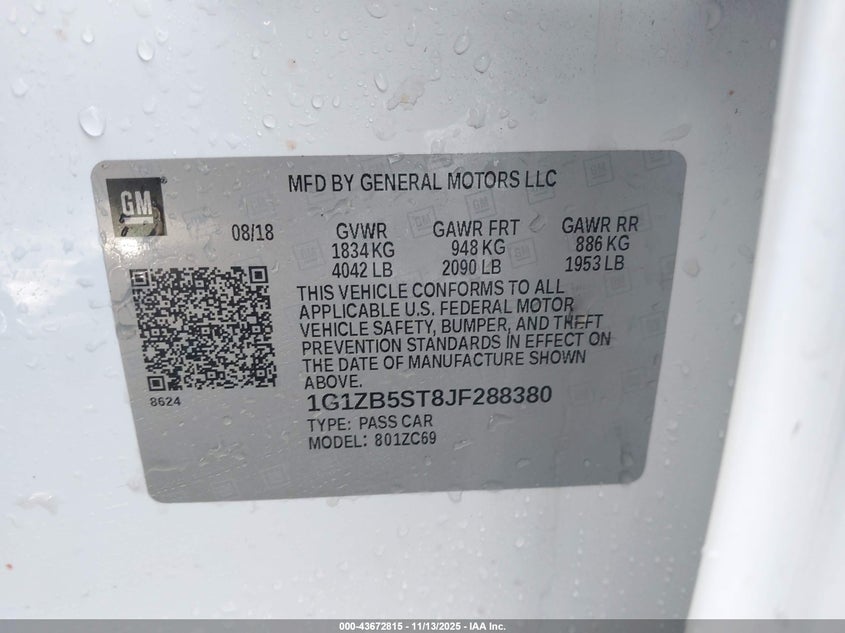 GM
MFD BY GENERAL MOTORS LLC
08/18
GVWR
1834 KG
4042 LB
GAWR FRT
948 KG
2090 LB
GAWR RR
886 KG
1953 LB
THIS VEHICLE CONFORMS TO ALL
APPLICABLE U.S. FEDERAL MOTOR
VEHICLE SAFETY, BUMPER, AND THEFT
PREVENTION STANDARDS IN EFFECT ON
THE DATE OF MANUFACTURE SHOWN
ABOVE.
8624
1G1ZB5ST8JF288380
TYPE: PASS CAR
MODEL: 801ZC69
000-43672815 - 11/13/2025 - IAA Inc.